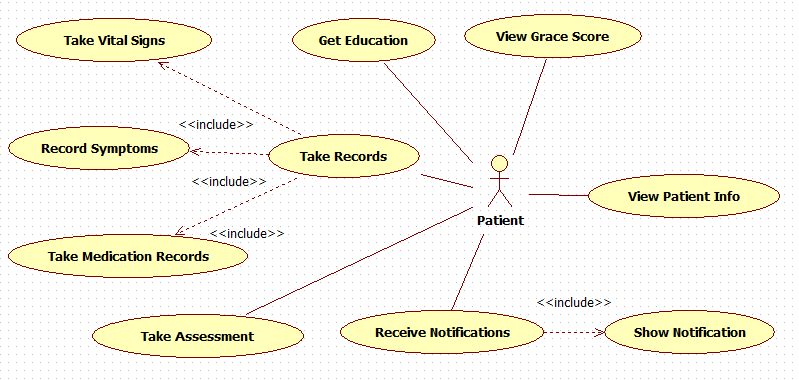 Take Vital Signs
Get Education
View Grace Score
<<include>>
Record Symptoms
Take Records
<<include>>
View Patient Info
Patient
<<include>>
Take Medication Records
<<include>>
Take Assessment
Receive Notifications
Show Notification